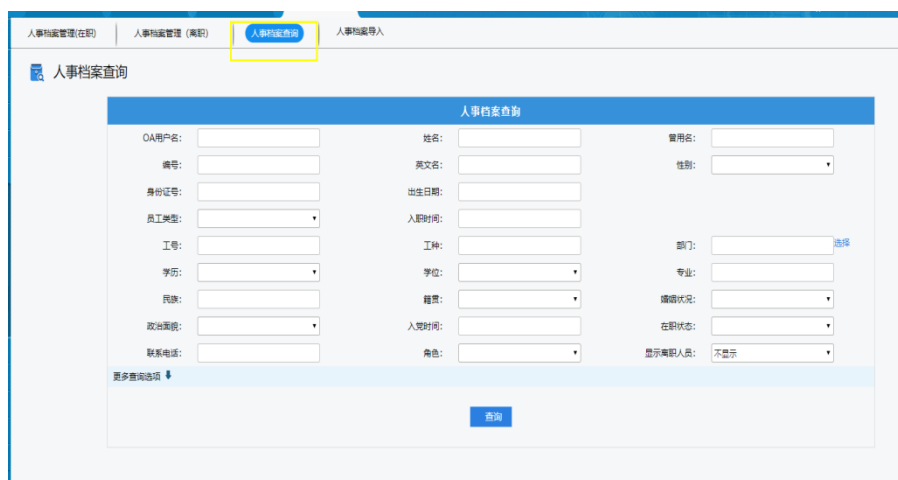 人事档案管理(在职) 人事档案管理（离职） 人事档案查询 人事档案导入
人事档案查询
人事档案查询
OA用户名: 姓名: 曾用名:
编号: 英文名: 性别:
身份证号: 出生日期:
员工类型: 入职时间:
工号: 工种: 部门: 选择
学历: 学位: 专业:
民族: 籍贯: 婚姻状况:
政治面貌: 入党时间: 在职状态:
联系电话: 角色: 显示离职人员: 不显示
更多查询选项
查询